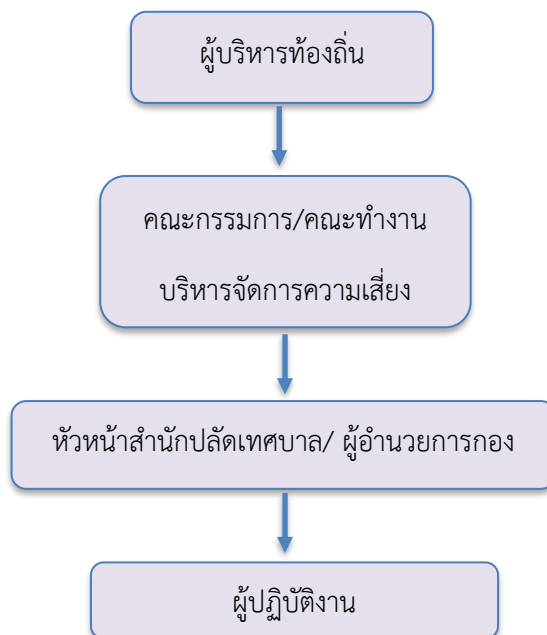 ผู้บริหารท้องถิ่น
คณะกรรมการ/คณะทำงาน
บริหารจัดการความเสี่ยง
หัวหน้าสำนักปลัดเทศบาล/ ผู้อำนวยการกอง
ผู้ปฏิบัติงาน